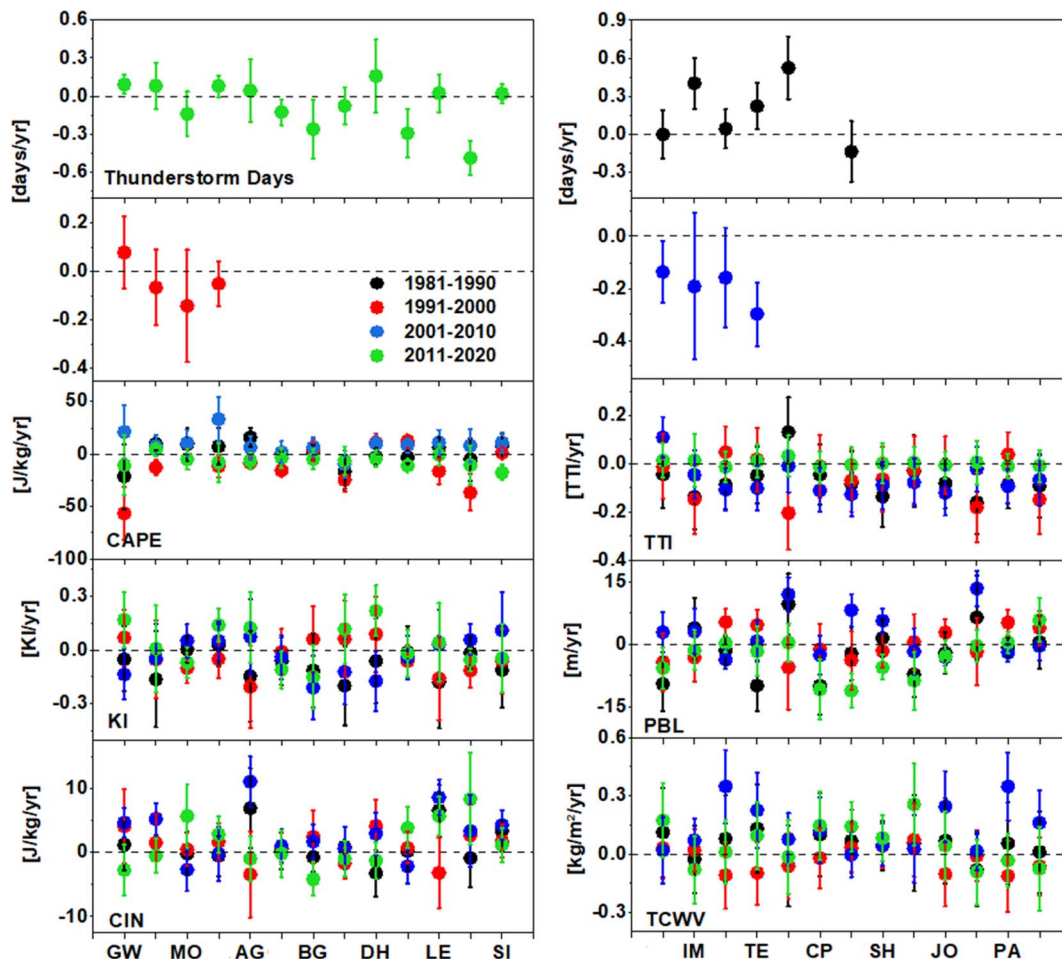 0.6
0.3
0.0
-0.3
-0.6
[days/yr]
Thunderstorm Days
0.2
0.0
-0.2
-0.4
1981-1990
1991-2000
2001-2010
2011-2020
50
0
-50
-100
[J/kg/yr]
CAPE
0.3
0.0
-0.3
[KI/yr]
KI
10
0
-10
[J/kg/yr]
CIN
GW MO AG BG DH LE SI
0.9
0.6
0.3
0.0
-0.3
[days/yr]
0.0
-0.2
-0.4
0.2
0.0
-0.2
-0.4
[TTI/yr]
TTI
15
0
-15
[m/yr]
PBL
0.6
0.3
0.0
-0.3
[kg/m²/yr]
TCWV
IM TE CP SH JO PA